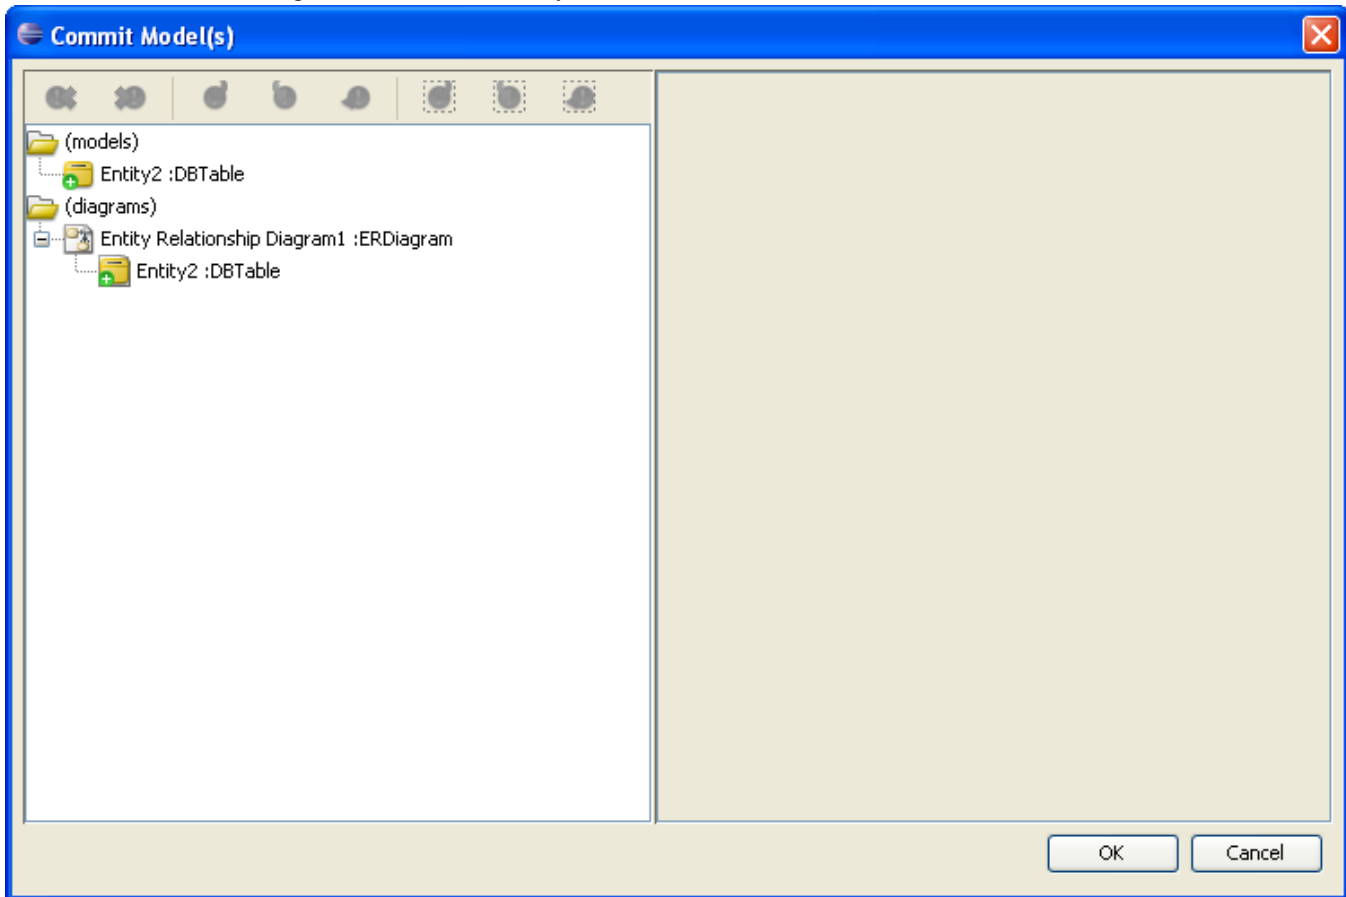 Commit Model(s)
(models)
Entity2 :DBTable
(diagrams)
Entity Relationship Diagram1 :ERDiagram
Entity2 :DBTable
OK
Cancel